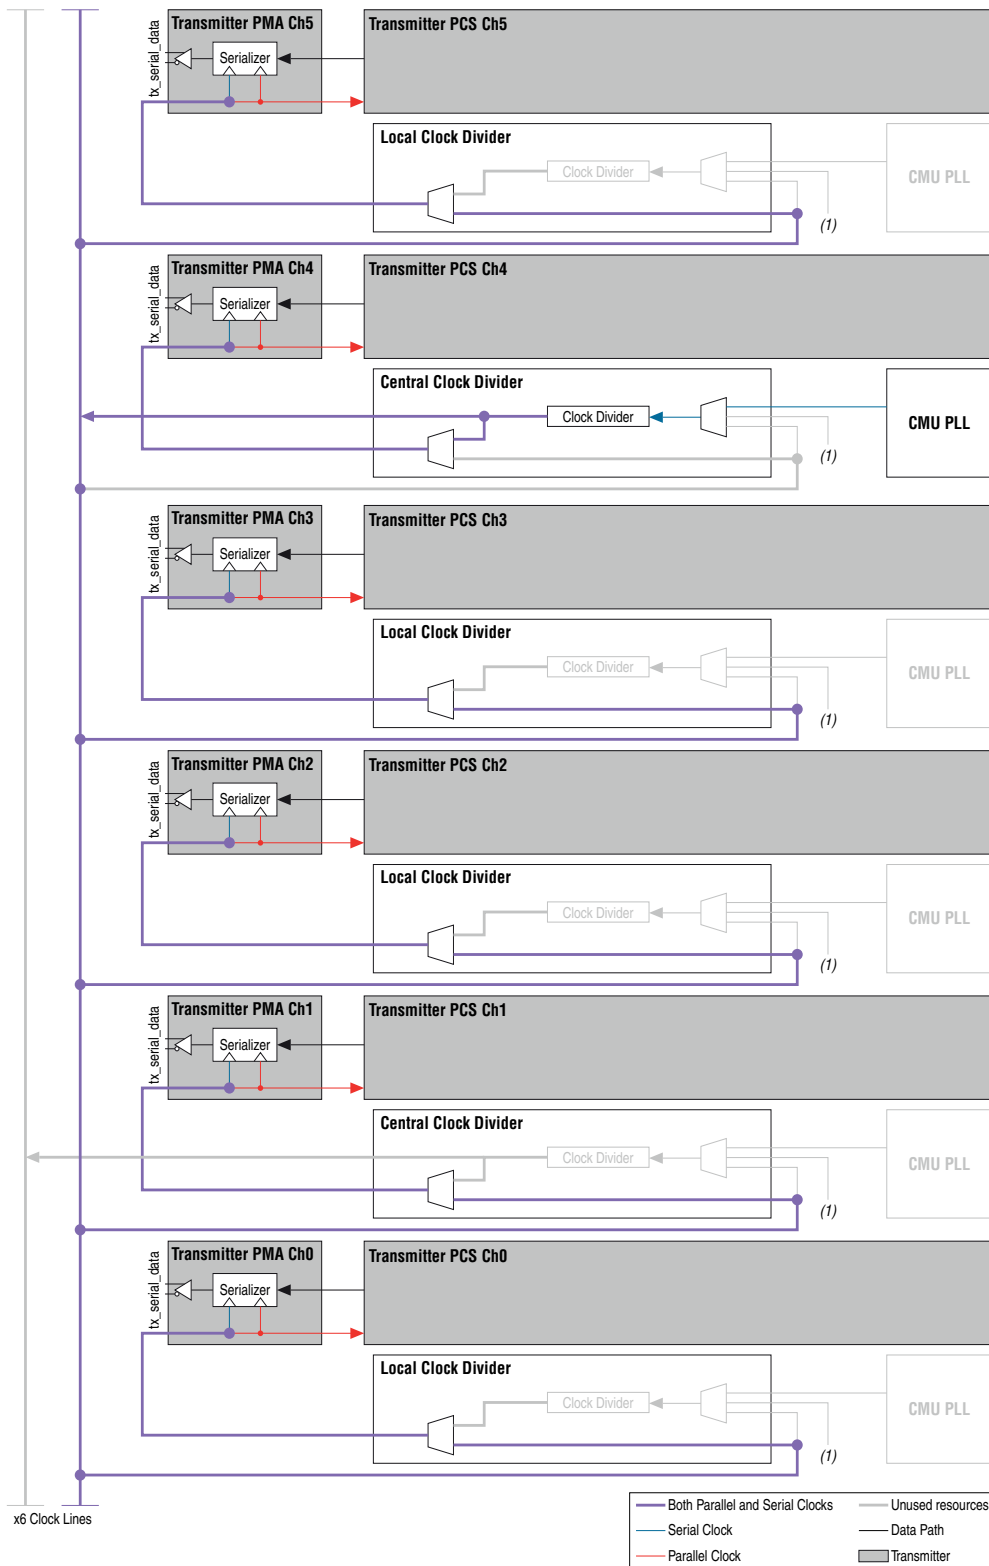 Transmitter PMA Ch5
Transmitter PCS Ch5
tx_serial_data
Serializer
Local Clock Divider
Clock Divider
CMU PLL
(1)
Transmitter PMA Ch4
Transmitter PCS Ch4
tx_serial_data
Serializer
Central Clock Divider
Clock Divider
CMU PLL
(1)
Transmitter PMA Ch3
Transmitter PCS Ch3
tx_serial_data
Serializer
Local Clock Divider
Clock Divider
CMU PLL
(1)
Transmitter PMA Ch2
Transmitter PCS Ch2
tx_serial_data
Serializer
Local Clock Divider
Clock Divider
CMU PLL
(1)
Transmitter PMA Ch1
Transmitter PCS Ch1
tx_serial_data
Serializer
Central Clock Divider
Clock Divider
CMU PLL
(1)
Transmitter PMA Ch0
Transmitter PCS Ch0
tx_serial_data
Serializer
Local Clock Divider
Clock Divider
CMU PLL
(1)
x6 Clock Lines
Both Parallel and Serial Clocks
Unused resources
Serial Clock
Data Path
Parallel Clock
Transmitter